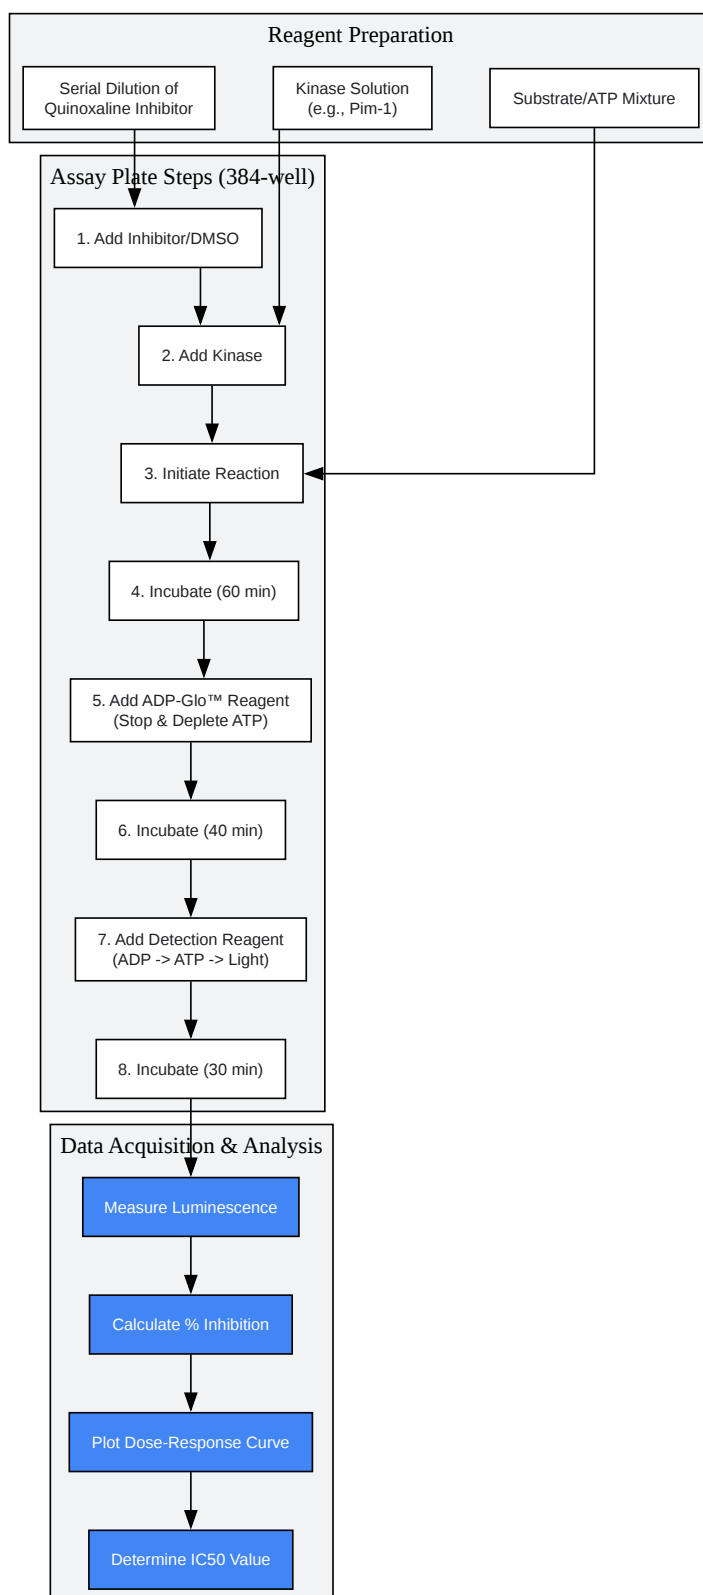 Reagent Preparation
Serial Dilution of
Quinoxaline Inhibitor
Kinase Solution
(e.g., Pim-1)
Substrate/ATP Mixture
Assay Plate Steps (384-well)
1. Add Inhibitor/DMSO
2. Add Kinase
3. Initiate Reaction
4. Incubate (60 min)
5. Add ADP-Glo™ Reagent
(Stop & Deplete ATP)
6. Incubate (40 min)
7. Add Detection Reagent
(ADP -> ATP -> Light)
8. Incubate (30 min)
Data Acquisition & Analysis
Measure Luminescence
Calculate % Inhibition
Plot Dose-Response Curve
Determine IC50 Value